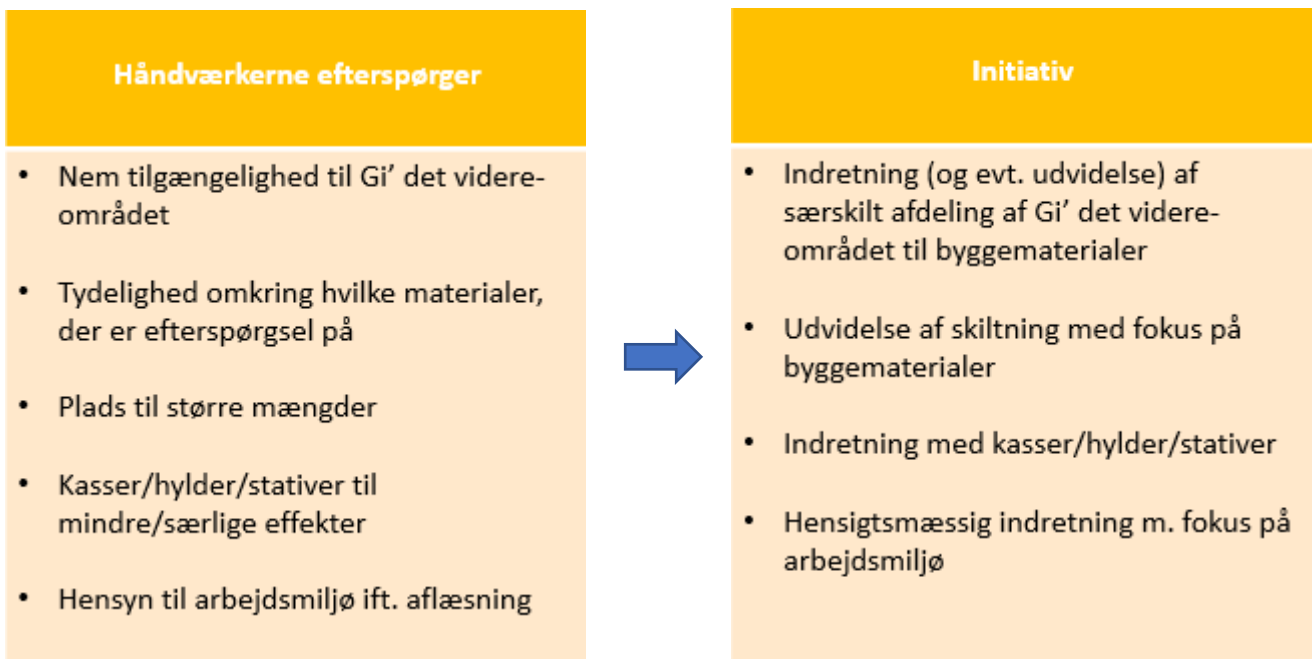 Håndværkerne efterspørger
• Nem tilgængelighed til Gi’ det videre-
området
• Tydelighed omkring hvilke materialer,
der er efterspørgsel på
• Plads til større mængder
• Kasser/hylder/stativer til
mindre/særlige effekter
• Hensyn til arbejdsmiljø ift. aflæsning
Initiativ
• Indretning (og evt. udvidelse) af
særskilt afdeling af Gi’ det videre-
området til byggematerialer
• Udvidelse af skiltning med fokus på
byggematerialer
• Indretning med kasser/hylder/stativer
• Hensigtsmæssig indretning m. fokus på
arbejdsmiljø